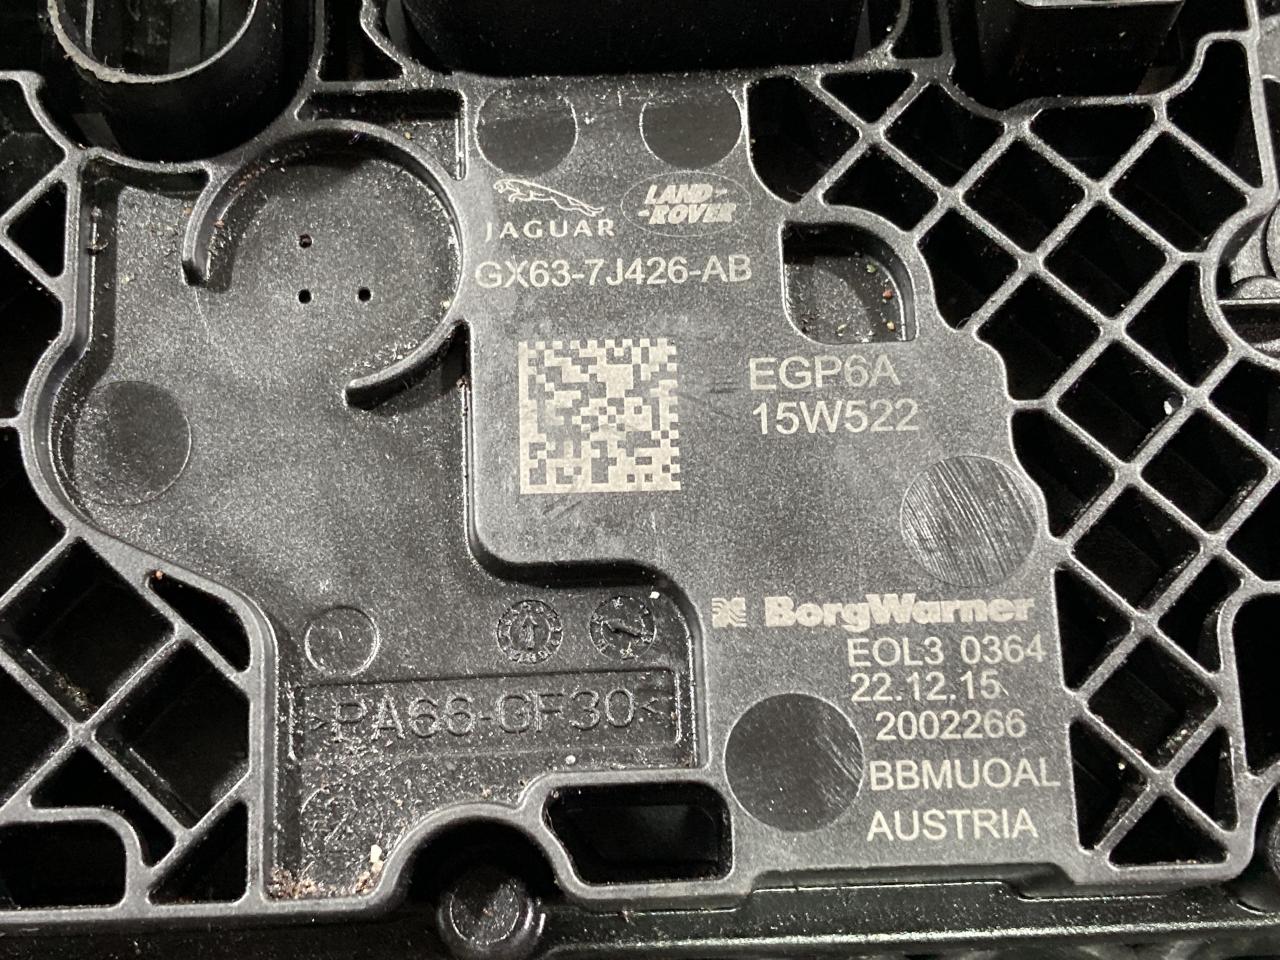 JAGUAR
LAND-
-ROVER
GX63-7J426-AB
EGP6A
15W522
BorgWarner
EOL3 0364
22.12.15
2002266
BBMUOAL
AUSTRIA
>PA66-GF30<